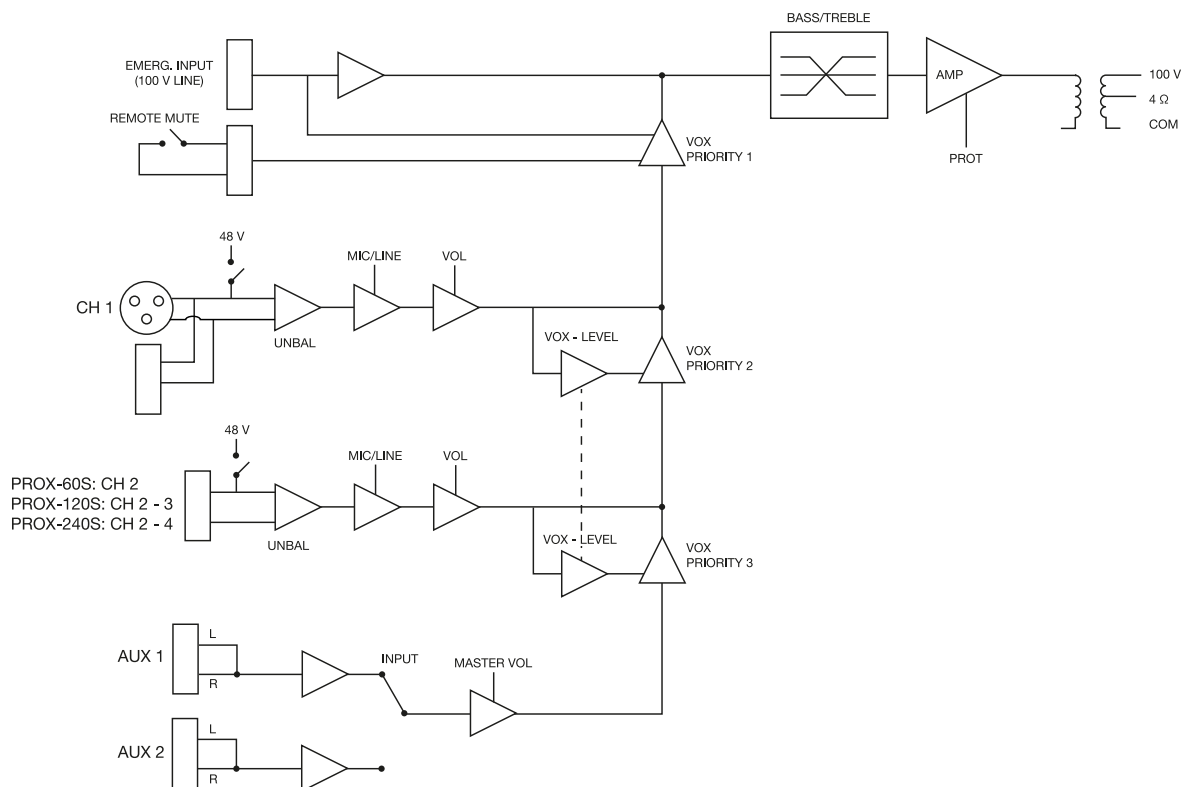 BASS/TREBLE
EMERG. INPUT
(100 V LINE)
AMP
100 V
4 Ω
COM
REMOTE MUTE
VOX
PRIORITY 1
PROT
48 V
MIC/LINE
VOL
CH 1
UNBAL
VOX - LEVEL
VOX
PRIORITY 2
48 V
MIC/LINE
VOL
PROX-60S: CH 2
PROX-120S: CH 2 - 3
PROX-240S: CH 2 - 4
UNBAL
VOX - LEVEL
VOX
PRIORITY 3
L
AUX 1
R
INPUT
MASTER VOL
L
AUX 2
R